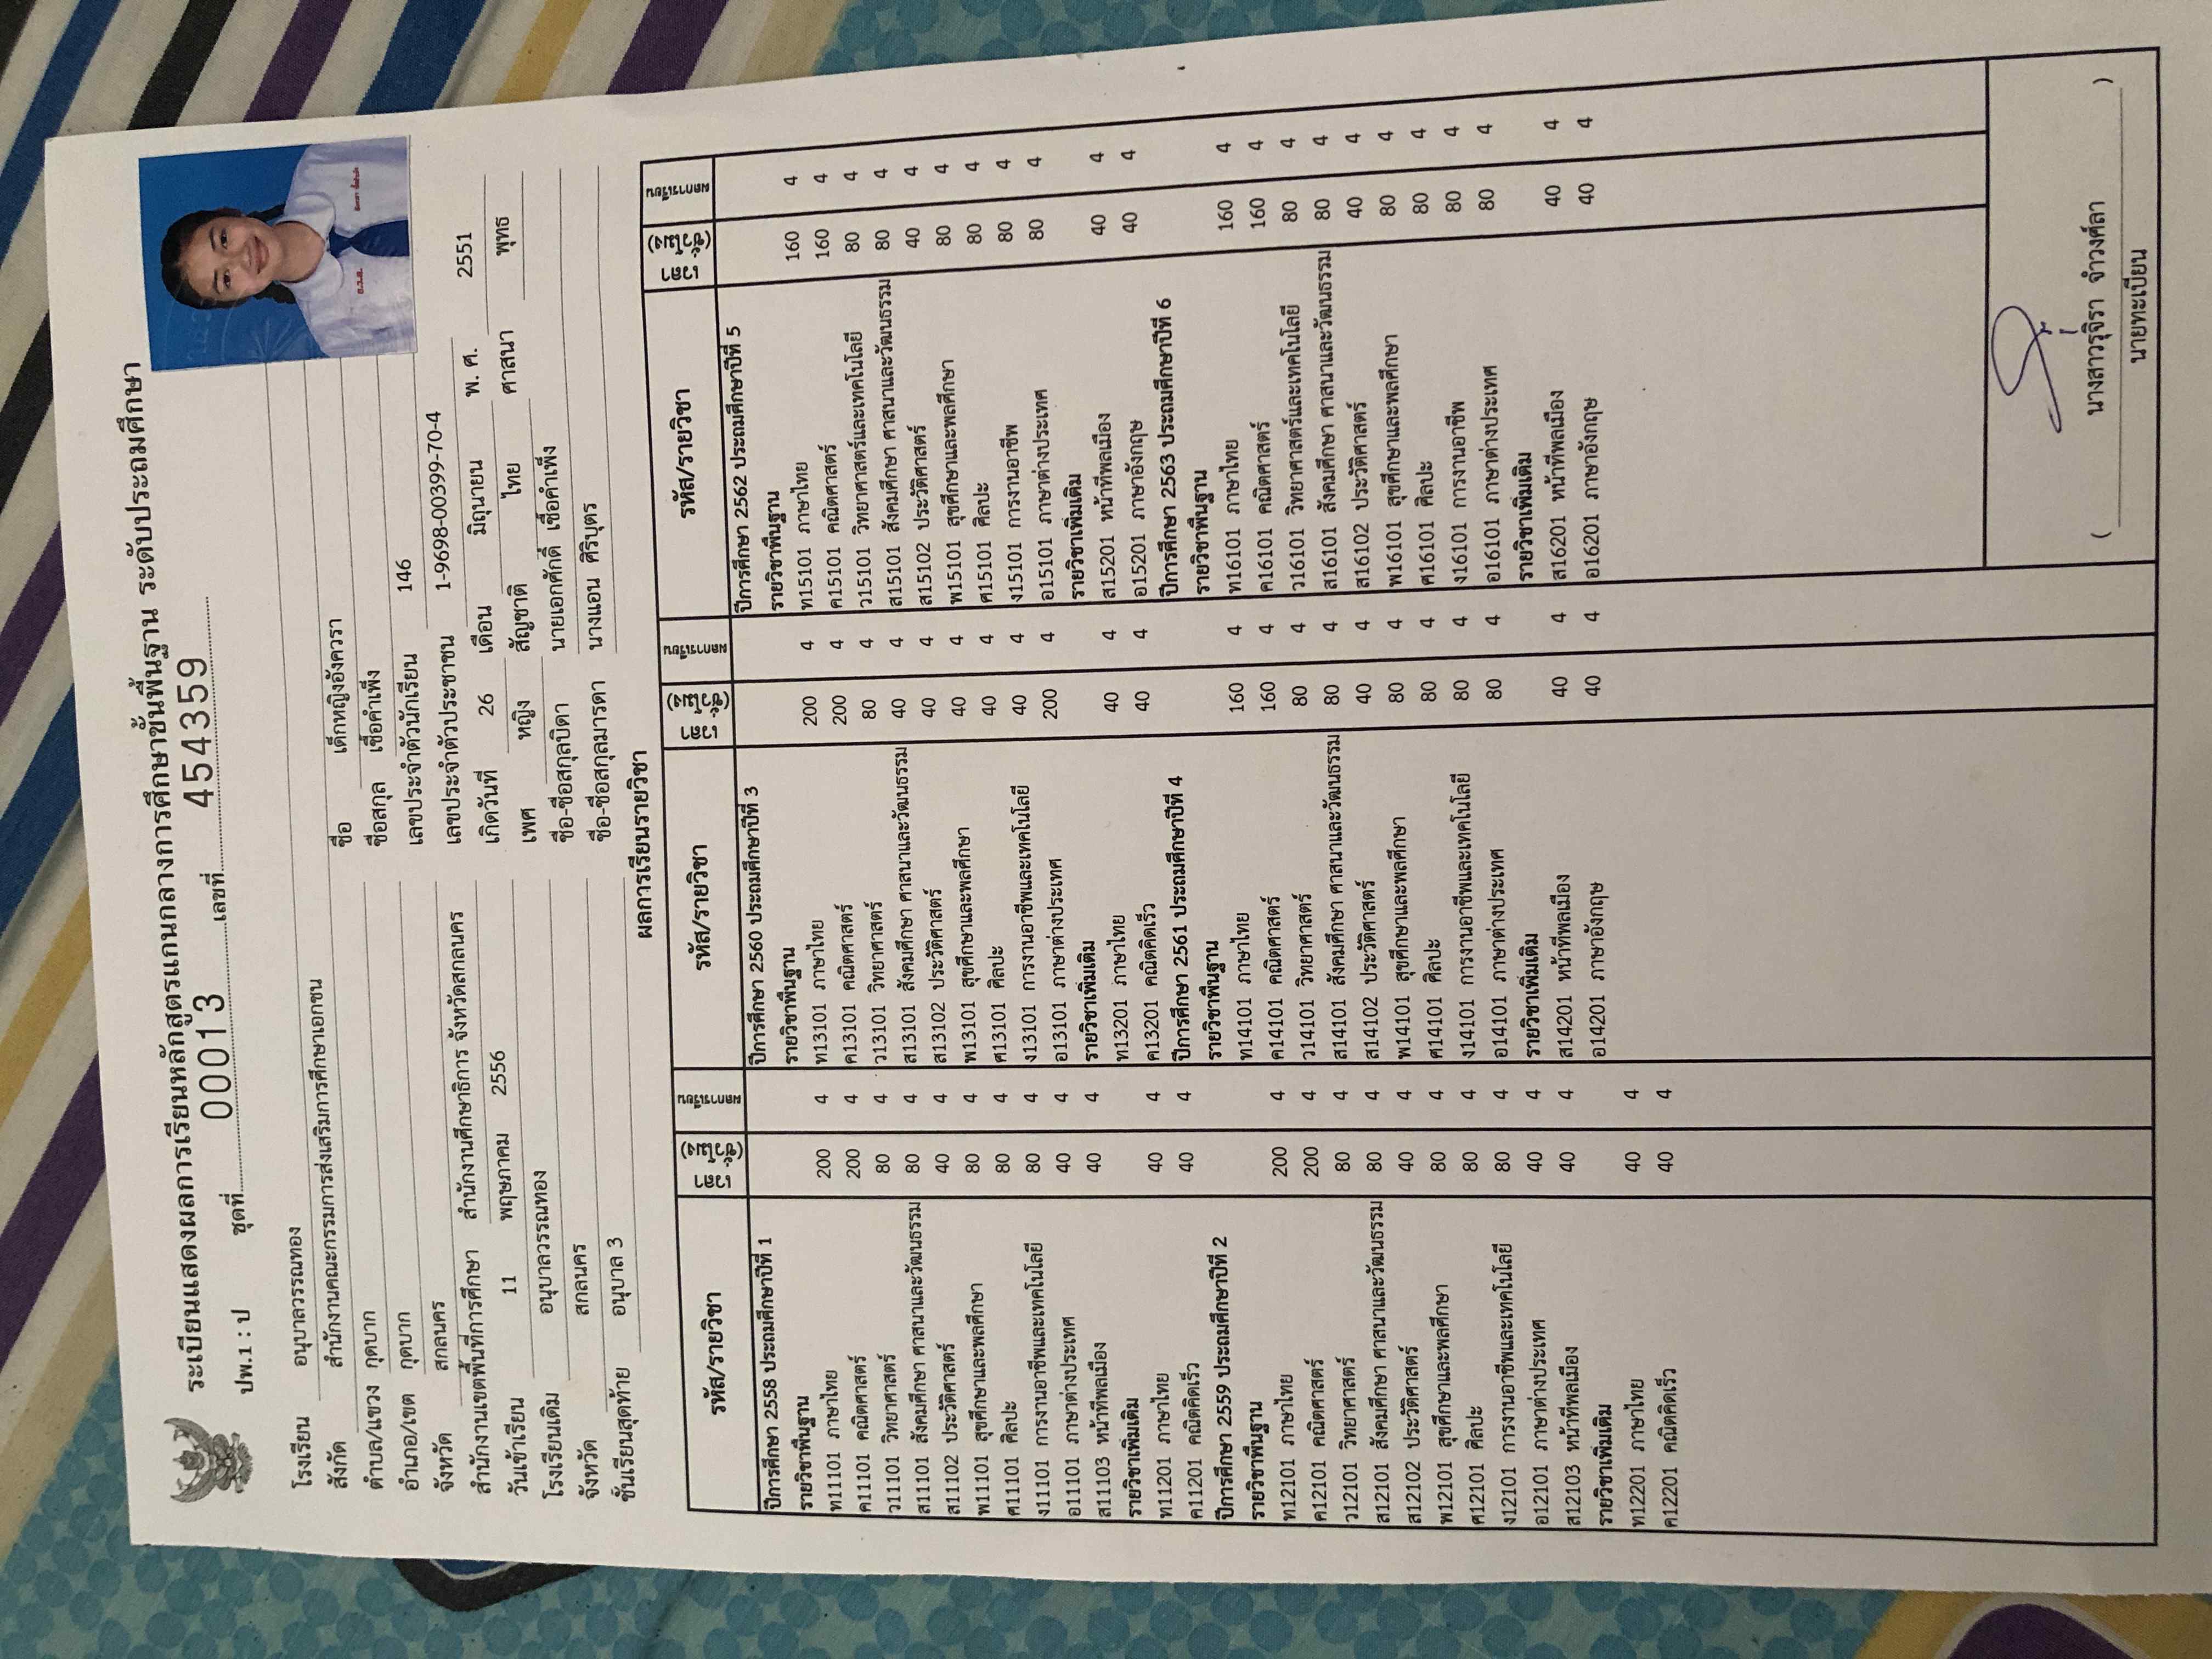 ระเบียนแสดงผลการเรียนหลักสูตรแกนกลางการศึกษาขั้นพื้นฐาน ระดับประถมศึกษา
ปพ.1 : ป ชุดที่ 00013 เลขที่ 454359
โรงเรียน อนุบาลวรรณทอง
สังกัด สำนักงานคณะกรรมการส่งเสริมการศึกษาเอกชน
ตำบล/แขวง กุดบาก
อำเภอ/เขต กุดบาก
จังหวัด สกลนคร
สำนักงานเขตพื้นที่การศึกษา สำนักงานศึกษาธิการ จังหวัดสกลนคร
วันเข้าเรียน 11 พฤษภาคม 2556
โรงเรียนเดิม อนุบาลวรรณทอง
จังหวัด สกลนคร
ชั้นเรียนสุดท้าย อนุบาล 3
ชื่อ เด็กหญิงอังควรา
ชื่อสกุล เชื้อคำเพ็ง
เลขประจำตัวนักเรียน 146
เลขประจำตัวประชาชน 1-9698-00399-70-4
เกิดวันที่ 26 เดือน มิถุนายน พ. ศ. 2551
เพศ หญิง สัญชาติ ไทย ศาสนา พุทธ
ชื่อ-ชื่อสกุลบิดา นายเอกศักดิ์ เชื้อคำเพ็ง
ชื่อ-ชื่อสกุลมารดา นางแอน ศิริบุตร
ผลการเรียนรายวิชา
รหัส/รายวิชา เวลา (ชั่วโมง) ผลการเรียน
ปีการศึกษา 2558 ประถมศึกษาปีที่ 1
รายวิชาพื้นฐาน
ท11101 ภาษาไทย 200 4
ค11101 คณิตศาสตร์ 200 4
ว11101 วิทยาศาสตร์ 80 4
ส11101 สังคมศึกษา ศาสนาและวัฒนธรรม 80 4
ส11102 ประวัติศาสตร์ 40 4
พ11101 สุขศึกษาและพลศึกษา 80 4
ศ11101 ศิลปะ 80 4
ง11101 การงานอาชีพและเทคโนโลยี 80 4
อ11101 ภาษาต่างประเทศ 40 4
ส11103 หน้าที่พลเมือง 40 4
รายวิชาเพิ่มเติม
ท11201 ภาษาไทย 40 4
ค11201 คณิตคิดเร็ว 40 4
ปีการศึกษา 2559 ประถมศึกษาปีที่ 2
รายวิชาพื้นฐาน
ท12101 ภาษาไทย 200 4
ค12101 คณิตศาสตร์ 200 4
ว12101 วิทยาศาสตร์ 80 4
ส12101 สังคมศึกษา ศาสนาและวัฒนธรรม 80 4
ส12102 ประวัติศาสตร์ 40 4
พ12101 สุขศึกษาและพลศึกษา 80 4
ศ12101 ศิลปะ 80 4
ง12101 การงานอาชีพและเทคโนโลยี 80 4
อ12101 ภาษาต่างประเทศ 40 4
ส12103 หน้าที่พลเมือง 40 4
รายวิชาเพิ่มเติม
ท12201 ภาษาไทย 40 4
ค12201 คณิตคิดเร็ว 40 4
รหัส/รายวิชา เวลา (ชั่วโมง) ผลการเรียน
ปีการศึกษา 2560 ประถมศึกษาปีที่ 3
รายวิชาพื้นฐาน
ท13101 ภาษาไทย 200 4
ค13101 คณิตศาสตร์ 200 4
ว13101 วิทยาศาสตร์ 80 4
ส13101 สังคมศึกษา ศาสนาและวัฒนธรรม 40 4
ส13102 ประวัติศาสตร์ 40 4
พ13101 สุขศึกษาและพลศึกษา 40 4
ศ13101 ศิลปะ 40 4
ง13101 การงานอาชีพและเทคโนโลยี 40 4
อ13101 ภาษาต่างประเทศ 200 4
รายวิชาเพิ่มเติม
ท13201 ภาษาไทย 40 4
ค13201 คณิตคิดเร็ว 40 4
ปีการศึกษา 2561 ประถมศึกษาปีที่ 4
รายวิชาพื้นฐาน
ท14101 ภาษาไทย 160 4
ค14101 คณิตศาสตร์ 160 4
ว14101 วิทยาศาสตร์ 80 4
ส14101 สังคมศึกษา ศาสนาและวัฒนธรรม 80 4
ส14102 ประวัติศาสตร์ 40 4
พ14101 สุขศึกษาและพลศึกษา 80 4
ศ14101 ศิลปะ 80 4
ง14101 การงานอาชีพและเทคโนโลยี 80 4
อ14101 ภาษาต่างประเทศ 80 4
รายวิชาเพิ่มเติม
ส14201 หน้าที่พลเมือง 40 4
อ14201 ภาษาอังกฤษ 40 4
รหัส/รายวิชา เวลา (ชั่วโมง) ผลการเรียน
ปีการศึกษา 2562 ประถมศึกษาปีที่ 5
รายวิชาพื้นฐาน
ท15101 ภาษาไทย 160 4
ค15101 คณิตศาสตร์ 160 4
ว15101 วิทยาศาสตร์และเทคโนโลยี 80 4
ส15101 สังคมศึกษา ศาสนาและวัฒนธรรม 80 4
ส15102 ประวัติศาสตร์ 40 4
พ15101 สุขศึกษาและพลศึกษา 80 4
ศ15101 ศิลปะ 80 4
ง15101 การงานอาชีพ 80 4
อ15101 ภาษาต่างประเทศ 80 4
รายวิชาเพิ่มเติม
ส15201 หน้าที่พลเมือง 40 4
อ15201 ภาษาอังกฤษ 40 4
ปีการศึกษา 2563 ประถมศึกษาปีที่ 6
รายวิชาพื้นฐาน
ท16101 ภาษาไทย 160 4
ค16101 คณิตศาสตร์ 160 4
ว16101 วิทยาศาสตร์และเทคโนโลยี 80 4
ส16101 สังคมศึกษา ศาสนาและวัฒนธรรม 80 4
ส16102 ประวัติศาสตร์ 40 4
พ16101 สุขศึกษาและพลศึกษา 80 4
ศ16101 ศิลปะ 80 4
ง16101 การงานอาชีพ 80 4
อ16101 ภาษาต่างประเทศ 80 4
รายวิชาเพิ่มเติม
ส16201 หน้าที่พลเมือง 40 4
อ16201 ภาษาอังกฤษ 40 4
( นางสาววรุจิรา จำวงค์ลา )
นายทะเบียน